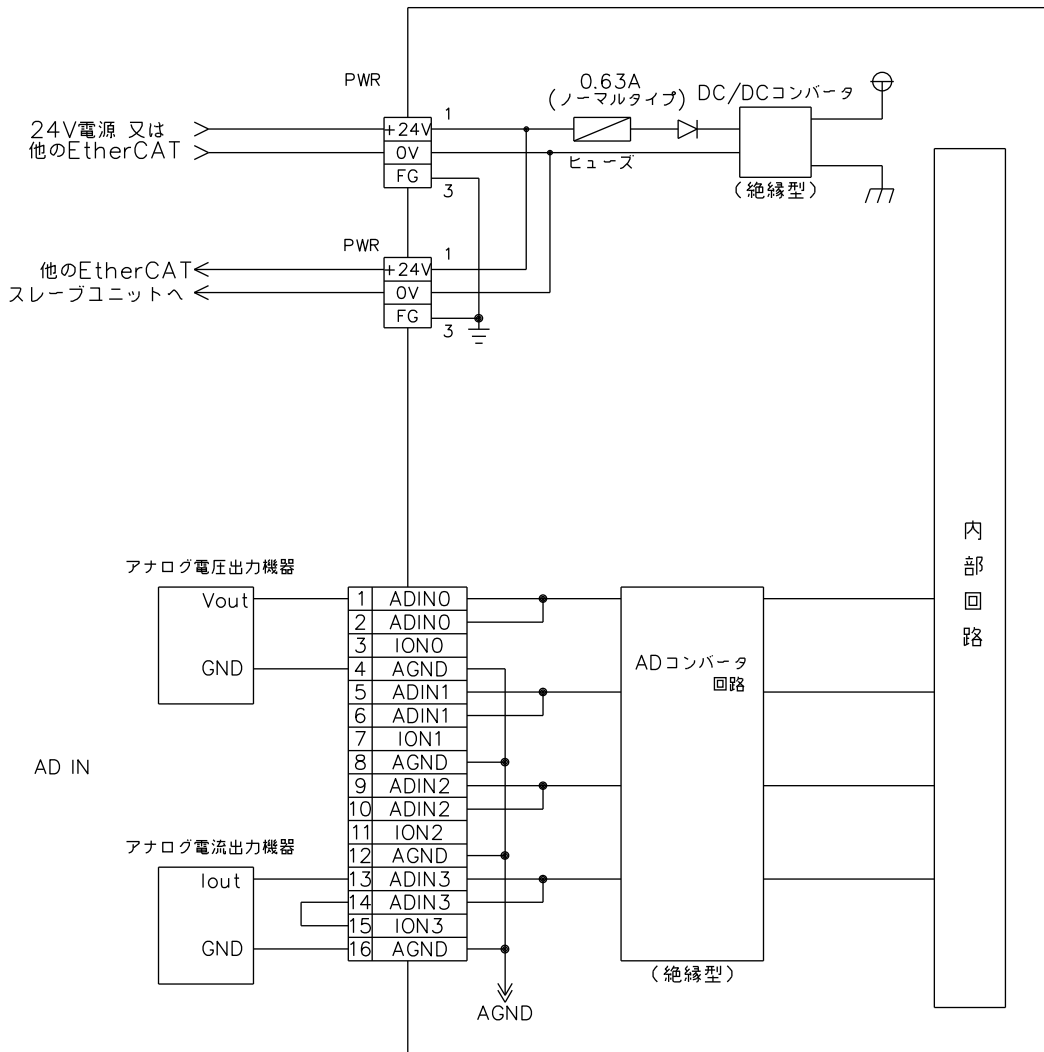 PWR
0.63A
(ノーマルタイプ)
DC/DCコンバータ
24V電源 又は
他のEtherCAT
+24V
0V
FG
1
3
ヒューズ
(絶縁型)
PWR
他のEtherCAT
スレーブユニットへ
+24V
0V
FG
1
3
内部回路
アナログ電圧出力機器
Vout
GND
1 ADIN0
2 ADIN0
3 ION0
4 AGND
5 ADIN1
6 ADIN1
7 ION1
8 AGND
9 ADIN2
10 ADIN2
11 ION2
12 AGND
13 ADIN3
14 ADIN3
15 ION3
16 AGND
ADコンバータ
回路
AD IN
アナログ電流出力機器
Iout
GND
(絶縁型)
AGND